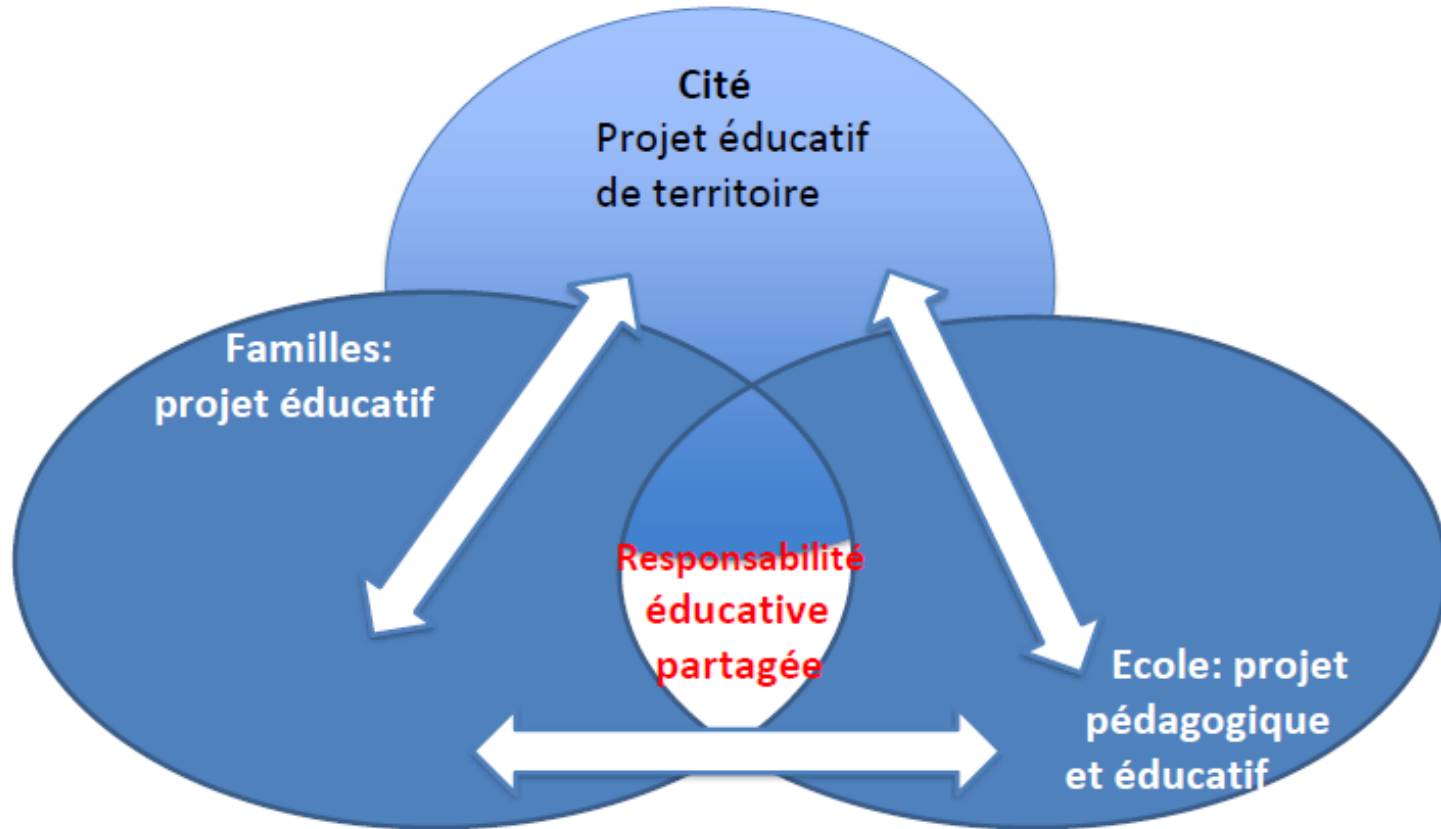 Cité
Projet éducatif
de territoire
Familles:
projet éducatif
Responsabilité
éducative
partagée
Ecole: projet
pédagogique
et éducatif